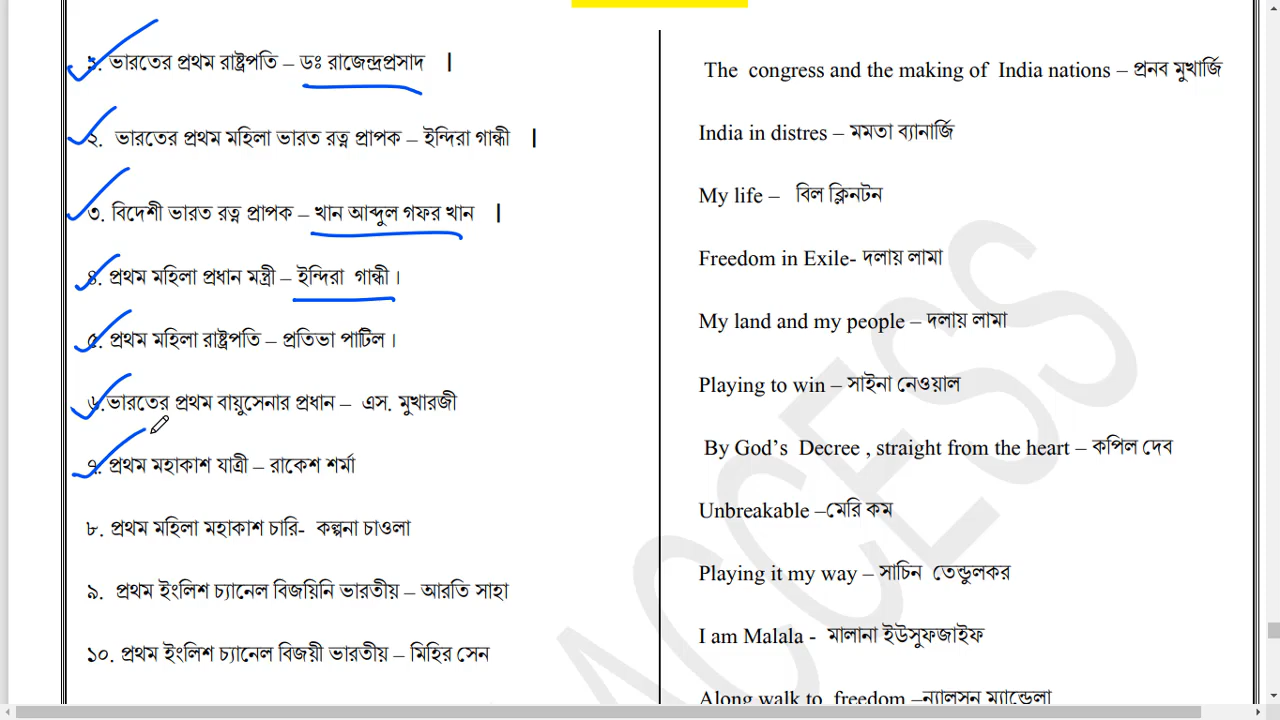 ১. ভারতের প্রথম রাষ্ট্রপতি – ডঃ রাজেন্দ্রপ্রসাদ |
২. ভারতের প্রথম মহিলা ভারত রত্ন প্রাপক – ইন্দিরা গান্ধী |
৩. বিদেশী ভারত রত্ন প্রাপক – খান আব্দুল গফর খান |
৪. প্রথম মহিলা প্রধান মন্ত্রী – ইন্দিরা গান্ধী।
৫. প্রথম মহিলা রাষ্ট্রপতি – প্রতিভা পাটিল।
৬.ভারতের প্রথম বায়ুসেনার প্রধান – এস. মুখারজী
৭. প্রথম মহাকাশ যাত্রী – রাকেশ শর্মা
৮. প্রথম মহিলা মহাকাশ চারি- কল্পনা চাওলা
৯. প্রথম ইংলিশ চ্যানেল বিজয়িনি ভারতীয় – আরতি সাহা
১০. প্রথম ইংলিশ চ্যানেল বিজয়ী ভারতীয় – মিহির সেন
The congress and the making of India nations – প্রনব মুখার্জি
India in distres – মমতা ব্যানার্জি
My life – বিল ক্লিনটন
Freedom in Exile- দলায় লামা
My land and my people – দলায় লামা
Playing to win – সাইনা নেওয়াল
By God’s Decree , straight from the heart – কপিল দেব
Unbreakable –মেরি কম
Playing it my way – সাচিন তেন্ডুলকর
I am Malala - মালানা ইউসুফজাইফ
Along walk to freedom –ন্যালসন ম্যান্ডেলা
ACCESS